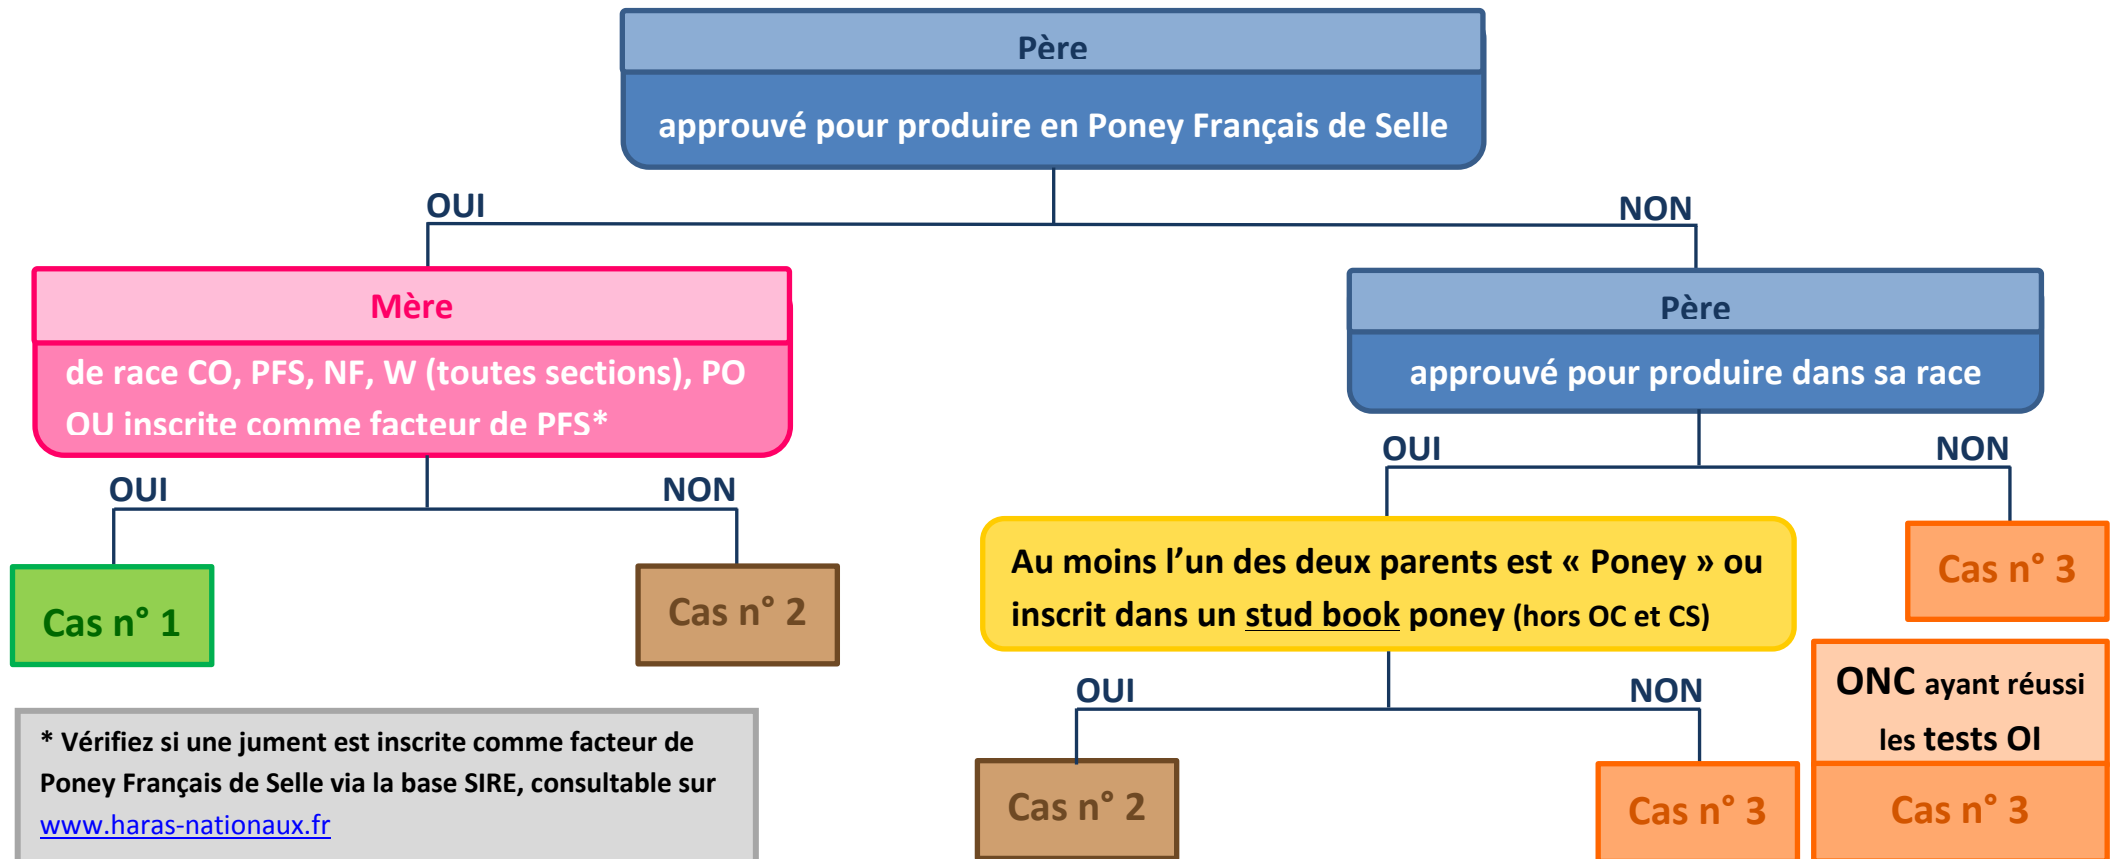 Père
approuvé pour produire en Poney Français de Selle
OUI
NON
Mère
de race CO, PFS, NF, W (toutes sections), PO
OU inscrite comme facteur de PFS*
Père
approuvé pour produire dans sa race
OUI
NON
OUI
NON
Cas n° 1
Cas n° 2
Au moins l’un des deux parents est « Poney » ou
inscrit dans un stud book poney (hors OC et CS)
Cas n° 3
OUI
NON
ONC ayant réussi
les tests OI
Cas n° 3
Cas n° 2
Cas n° 3
* Vérifiez si une jument est inscrite comme facteur de
Poney Français de Selle via la base SIRE, consultable sur
www.haras-nationaux.fr